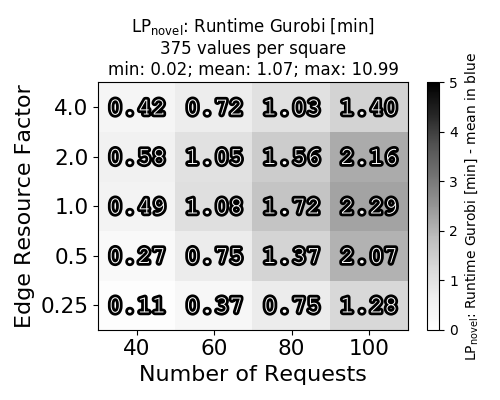 LP_novel: Runtime Gurobi [min]
375 values per square
min: 0.02; mean: 1.07; max: 10.99
Edge Resource Factor
4.0 0.42 0.72 1.03 1.40
2.0 0.58 1.05 1.56 2.16
1.0 0.49 1.08 1.72 2.29
0.5 0.27 0.75 1.37 2.07
0.25 0.11 0.37 0.75 1.28
40 60 80 100
Number of Requests
5
4
3
2
1
0
LP_novel: Runtime Gurobi [min] - mean in blue